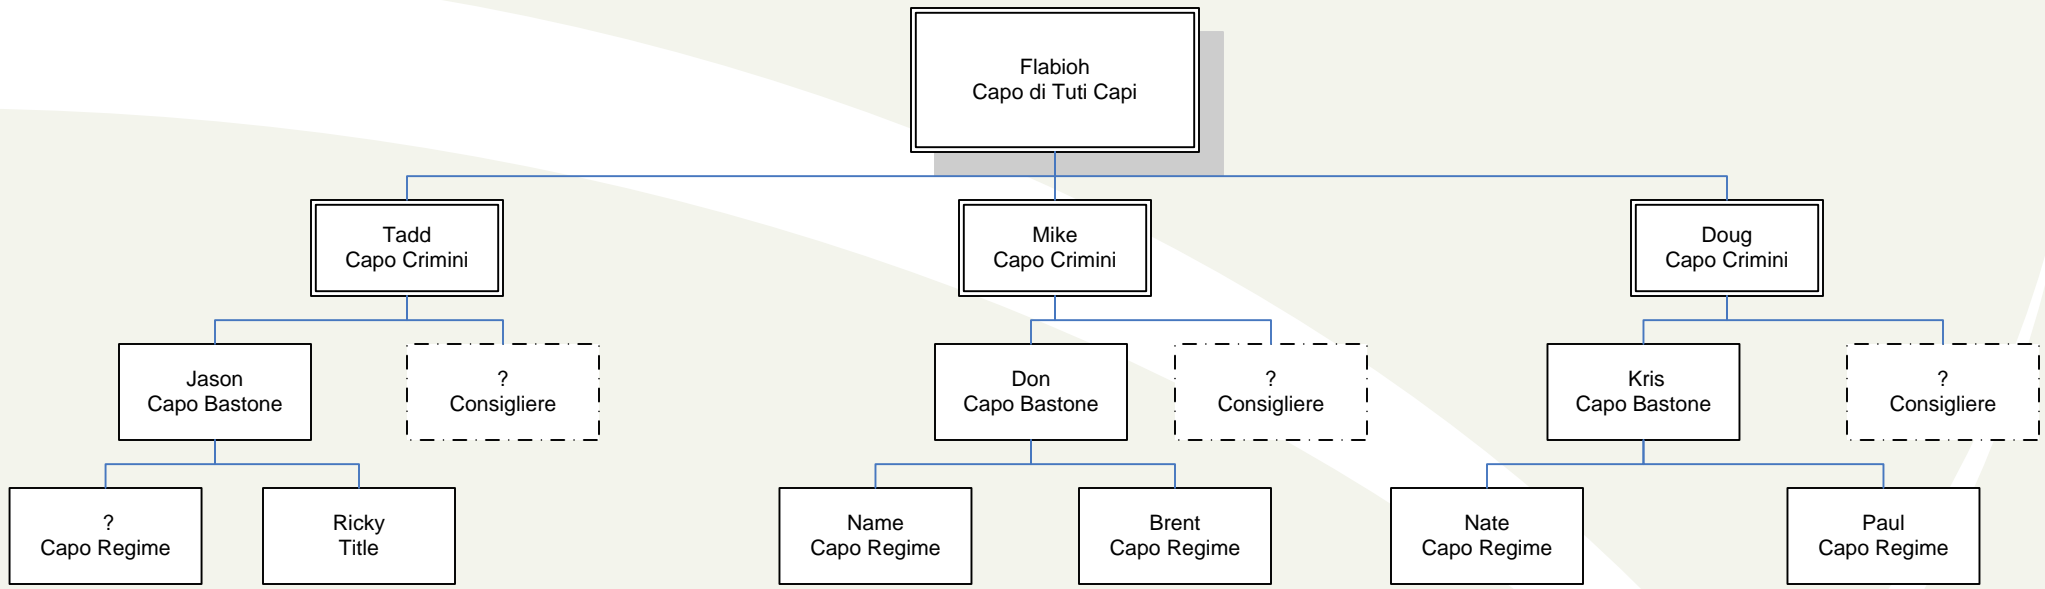 Flabioh
Capo di Tuti Capi
Tadd
Capo Crimini
Mike
Capo Crimini
Doug
Capo Crimini
Jason
Capo Bastone
?
Consigliere
Don
Capo Bastone
?
Consigliere
Kris
Capo Bastone
?
Consigliere
?
Capo Regime
Ricky
Title
Name
Capo Regime
Brent
Capo Regime
Nate
Capo Regime
Paul
Capo Regime